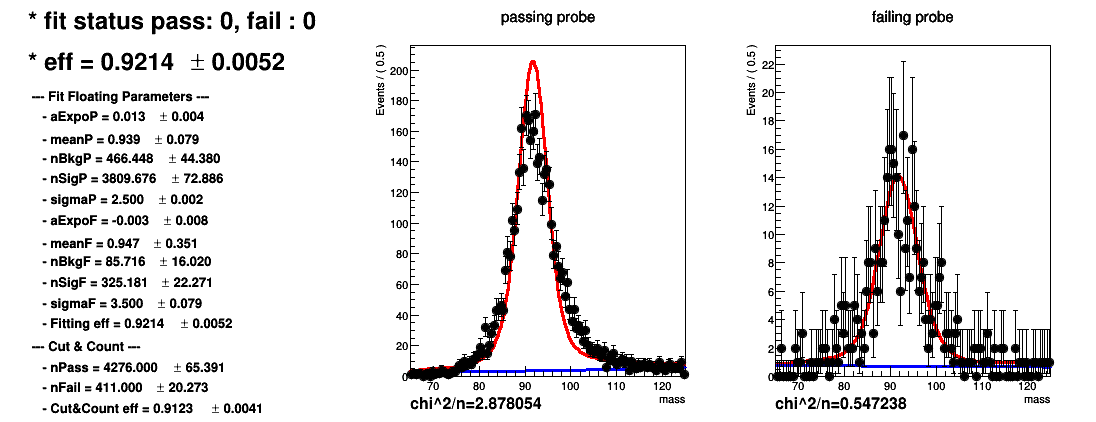 * fit status pass: 0, fail : 0
* eff = 0.9214 ± 0.0052
--- Fit Floating Parameters ---
- aExpoP = 0.013 ± 0.004
- meanP = 0.939 ± 0.079
- nBkgP = 466.448 ± 44.380
- nSigP = 3809.676 ± 72.886
- sigmaP = 2.500 ± 0.002
- aExpoF = -0.003 ± 0.008
- meanF = 0.947 ± 0.351
- nBkgF = 85.716 ± 16.020
- nSigF = 325.181 ± 22.271
- sigmaF = 3.500 ± 0.079
- Fitting eff = 0.9214 ± 0.0052
--- Cut & Count ---
- nPass = 4276.000 ± 65.391
- nFail = 411.000 ± 20.273
- Cut&Count eff = 0.9123 ± 0.0041
passing probe
Events / ( 0.5 )
200
180
160
140
120
100
80
60
40
20
0
70 80 90 100 110 120
mass
chi^2/n=2.878054
failing probe
Events / ( 0.5 )
22
20
18
16
14
12
10
8
6
4
2
0
70 80 90 100 110 120
mass
chi^2/n=0.547238